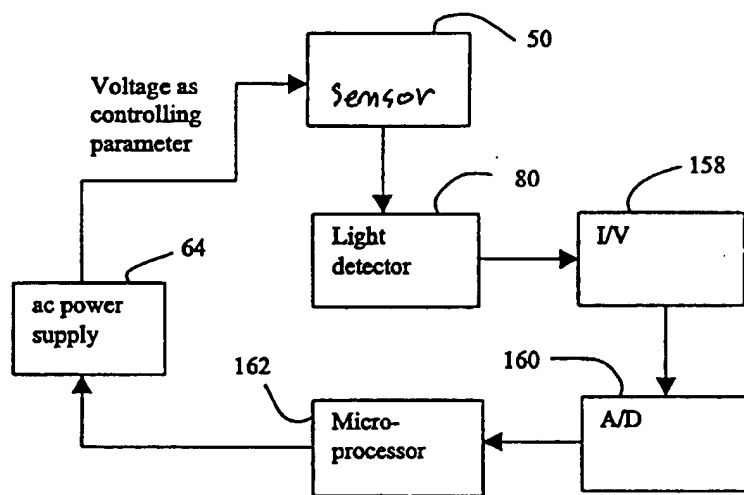 50
Sensor
Voltage as
controlling
parameter
80
158
Light
detector
I/V
64
ac power
supply
162
160
Micro-
processor
A/D